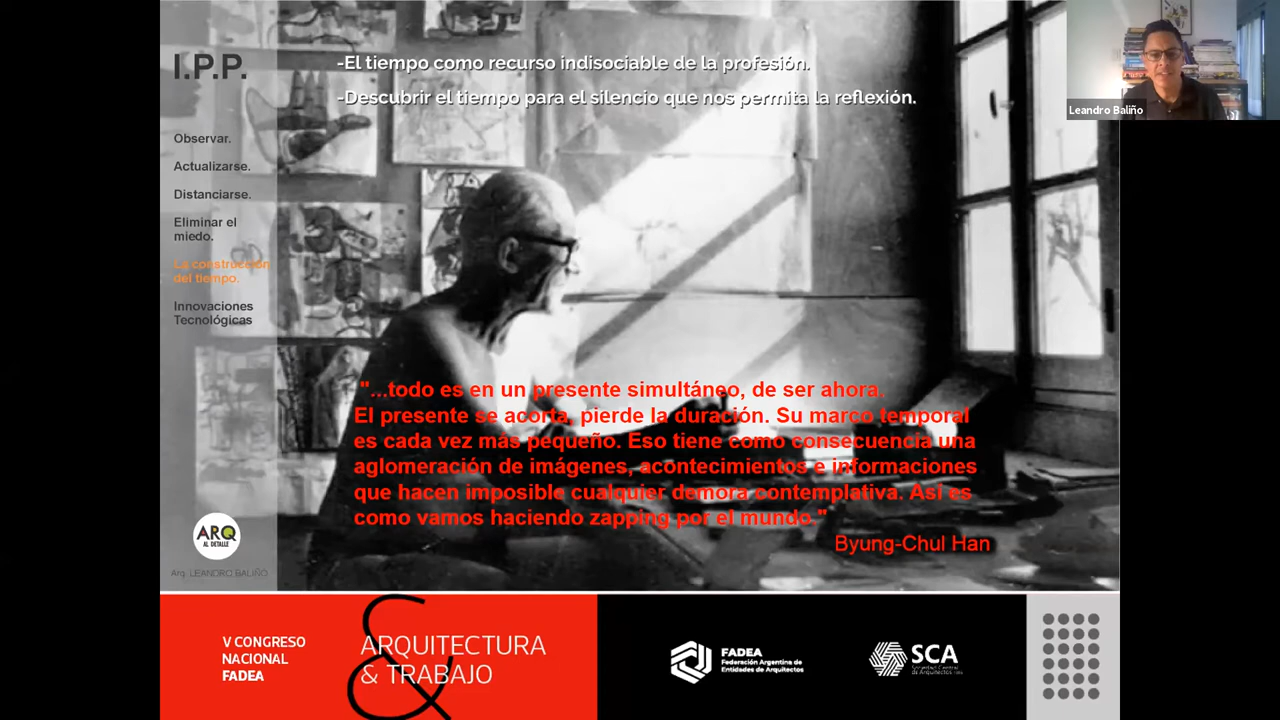 I.P.P.
-El tiempo como recurso indisociable de la profesión.
-Descubrir el tiempo para el silencio que nos permita la reflexión.
Leandro Baliño
Observar.
Actualizarse.
Distanciarse.
Eliminar el
miedo.
La construcción
del tiempo.
Innovaciones
Tecnológicas
"...todo es en un presente simultáneo, de ser ahora.
El presente se acorta, pierde la duración. Su marco temporal
es cada vez más pequeño. Eso tiene como consecuencia una
aglomeración de imágenes, acontecimientos e informaciones
que hacen imposible cualquier demora contemplativa. Así es
como vamos haciendo zapping por el mundo."
Byung-Chul Han
ARQ
AL DETALLE
Arq. LEANDRO BALIÑO
V CONGRESO
NACIONAL
FADEA
ARQUITECTURA
& TRABAJO
FADEA
Federación Argentina de
Entidades de Arquitectos
SCA
Sociedad Central
de Arquitectos